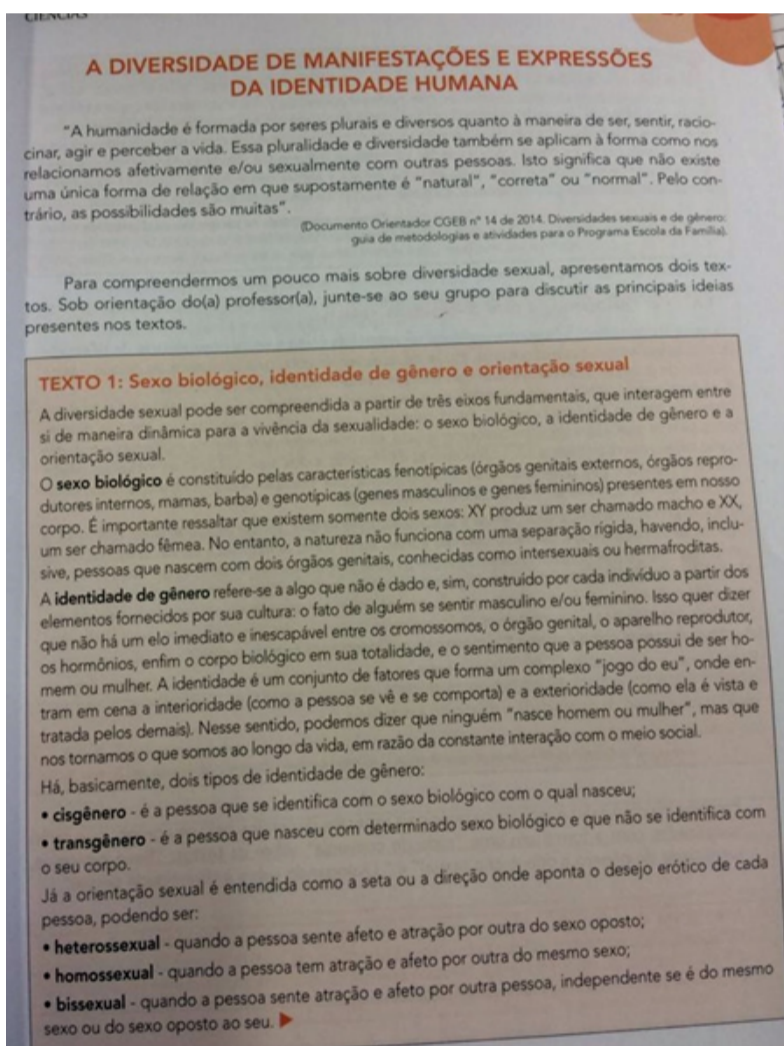 CIÊNCIAS
A DIVERSIDADE DE MANIFESTAÇÕES E EXPRESSÕES
DA IDENTIDADE HUMANA
"A humanidade é formada por seres plurais e diversos quanto à maneira de ser, sentir, racio-
cinar, agir e perceber a vida. Essa pluralidade e diversidade também se aplicam à forma como nos
relacionamos afetivamente e/ou sexualmente com outras pessoas. Isto significa que não existe
uma única forma de relação em que supostamente é "natural", "correta" ou "normal". Pelo con-
trário, as possibilidades são muitas".
(Documento Orientador CGEB nº 14 de 2014. Diversidades sexuais e de gênero:
guia de metodologias e atividades para o Programa Escola da Família).
Para compreendermos um pouco mais sobre diversidade sexual, apresentamos dois tex-
tos. Sob orientação do(a) professor(a), junte-se ao seu grupo para discutir as principais ideias
presentes nos textos.
TEXTO 1: Sexo biológico, identidade de gênero e orientação sexual
A diversidade sexual pode ser compreendida a partir de três eixos fundamentais, que interagem entre
si de maneira dinâmica para a vivência da sexualidade: o sexo biológico, a identidade de gênero e a
orientação sexual.
O sexo biológico é constituído pelas características fenotípicas (órgãos genitais externos, órgãos repro-
dutores internos, mamas, barba) e genotípicas (genes masculinos e genes femininos) presentes em nosso
corpo. É importante ressaltar que existem somente dois sexos: XY produz um ser chamado macho e XX,
um ser chamado fêmea. No entanto, a natureza não funciona com uma separação rígida, havendo, inclu-
sive, pessoas que nascem com dois órgãos genitais, conhecidas como intersexuais ou hermafroditas.
A identidade de gênero refere-se a algo que não é dado e, sim, construído por cada indivíduo a partir dos
elementos fornecidos por sua cultura: o fato de alguém se sentir masculino e/ou feminino. Isso quer dizer
que não há um elo imediato e inescapável entre os cromossomos, o órgão genital, o aparelho reprodutor,
os hormônios, enfim o corpo biológico em sua totalidade, e o sentimento que a pessoa possui de ser ho-
mem ou mulher. A identidade é um conjunto de fatores que forma um complexo "jogo do eu", onde en-
tram em cena a interioridade (como a pessoa se vê e se comporta) e a exterioridade (como ela é vista e
tratada pelos demais). Nesse sentido, podemos dizer que ninguém "nasce homem ou mulher", mas que
nos tornamos o que somos ao longo da vida, em razão da constante interação com o meio social.
Há, basicamente, dois tipos de identidade de gênero:
• cisgênero - é a pessoa que se identifica com o sexo biológico com o qual nasceu;
• transgênero - é a pessoa que nasceu com determinado sexo biológico e que não se identifica com
o seu corpo.
Já a orientação sexual é entendida como a seta ou a direção onde aponta o desejo erótico de cada
pessoa, podendo ser:
• heterossexual - quando a pessoa sente afeto e atração por outra do sexo oposto;
• homossexual - quando a pessoa tem atração e afeto por outra do mesmo sexo;
• bissexual - quando a pessoa sente atração e afeto por outra pessoa, independente se é do mesmo
sexo ou do sexo oposto ao seu.